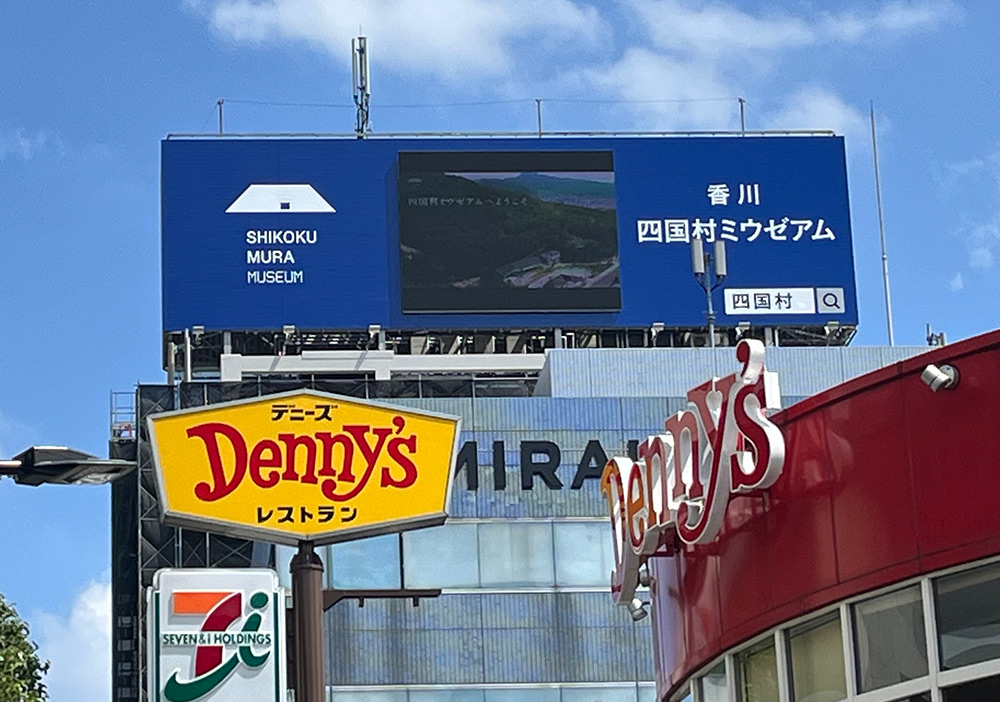 SHIKOKU
MURA
MUSEUM
四国村ミウゼアムへようこそ
香川
四国村ミウゼアム
四国村
デニーズ
Denny's
レストラン
MIRA
Denny's
7i
SEVEN & i HOLDINGS